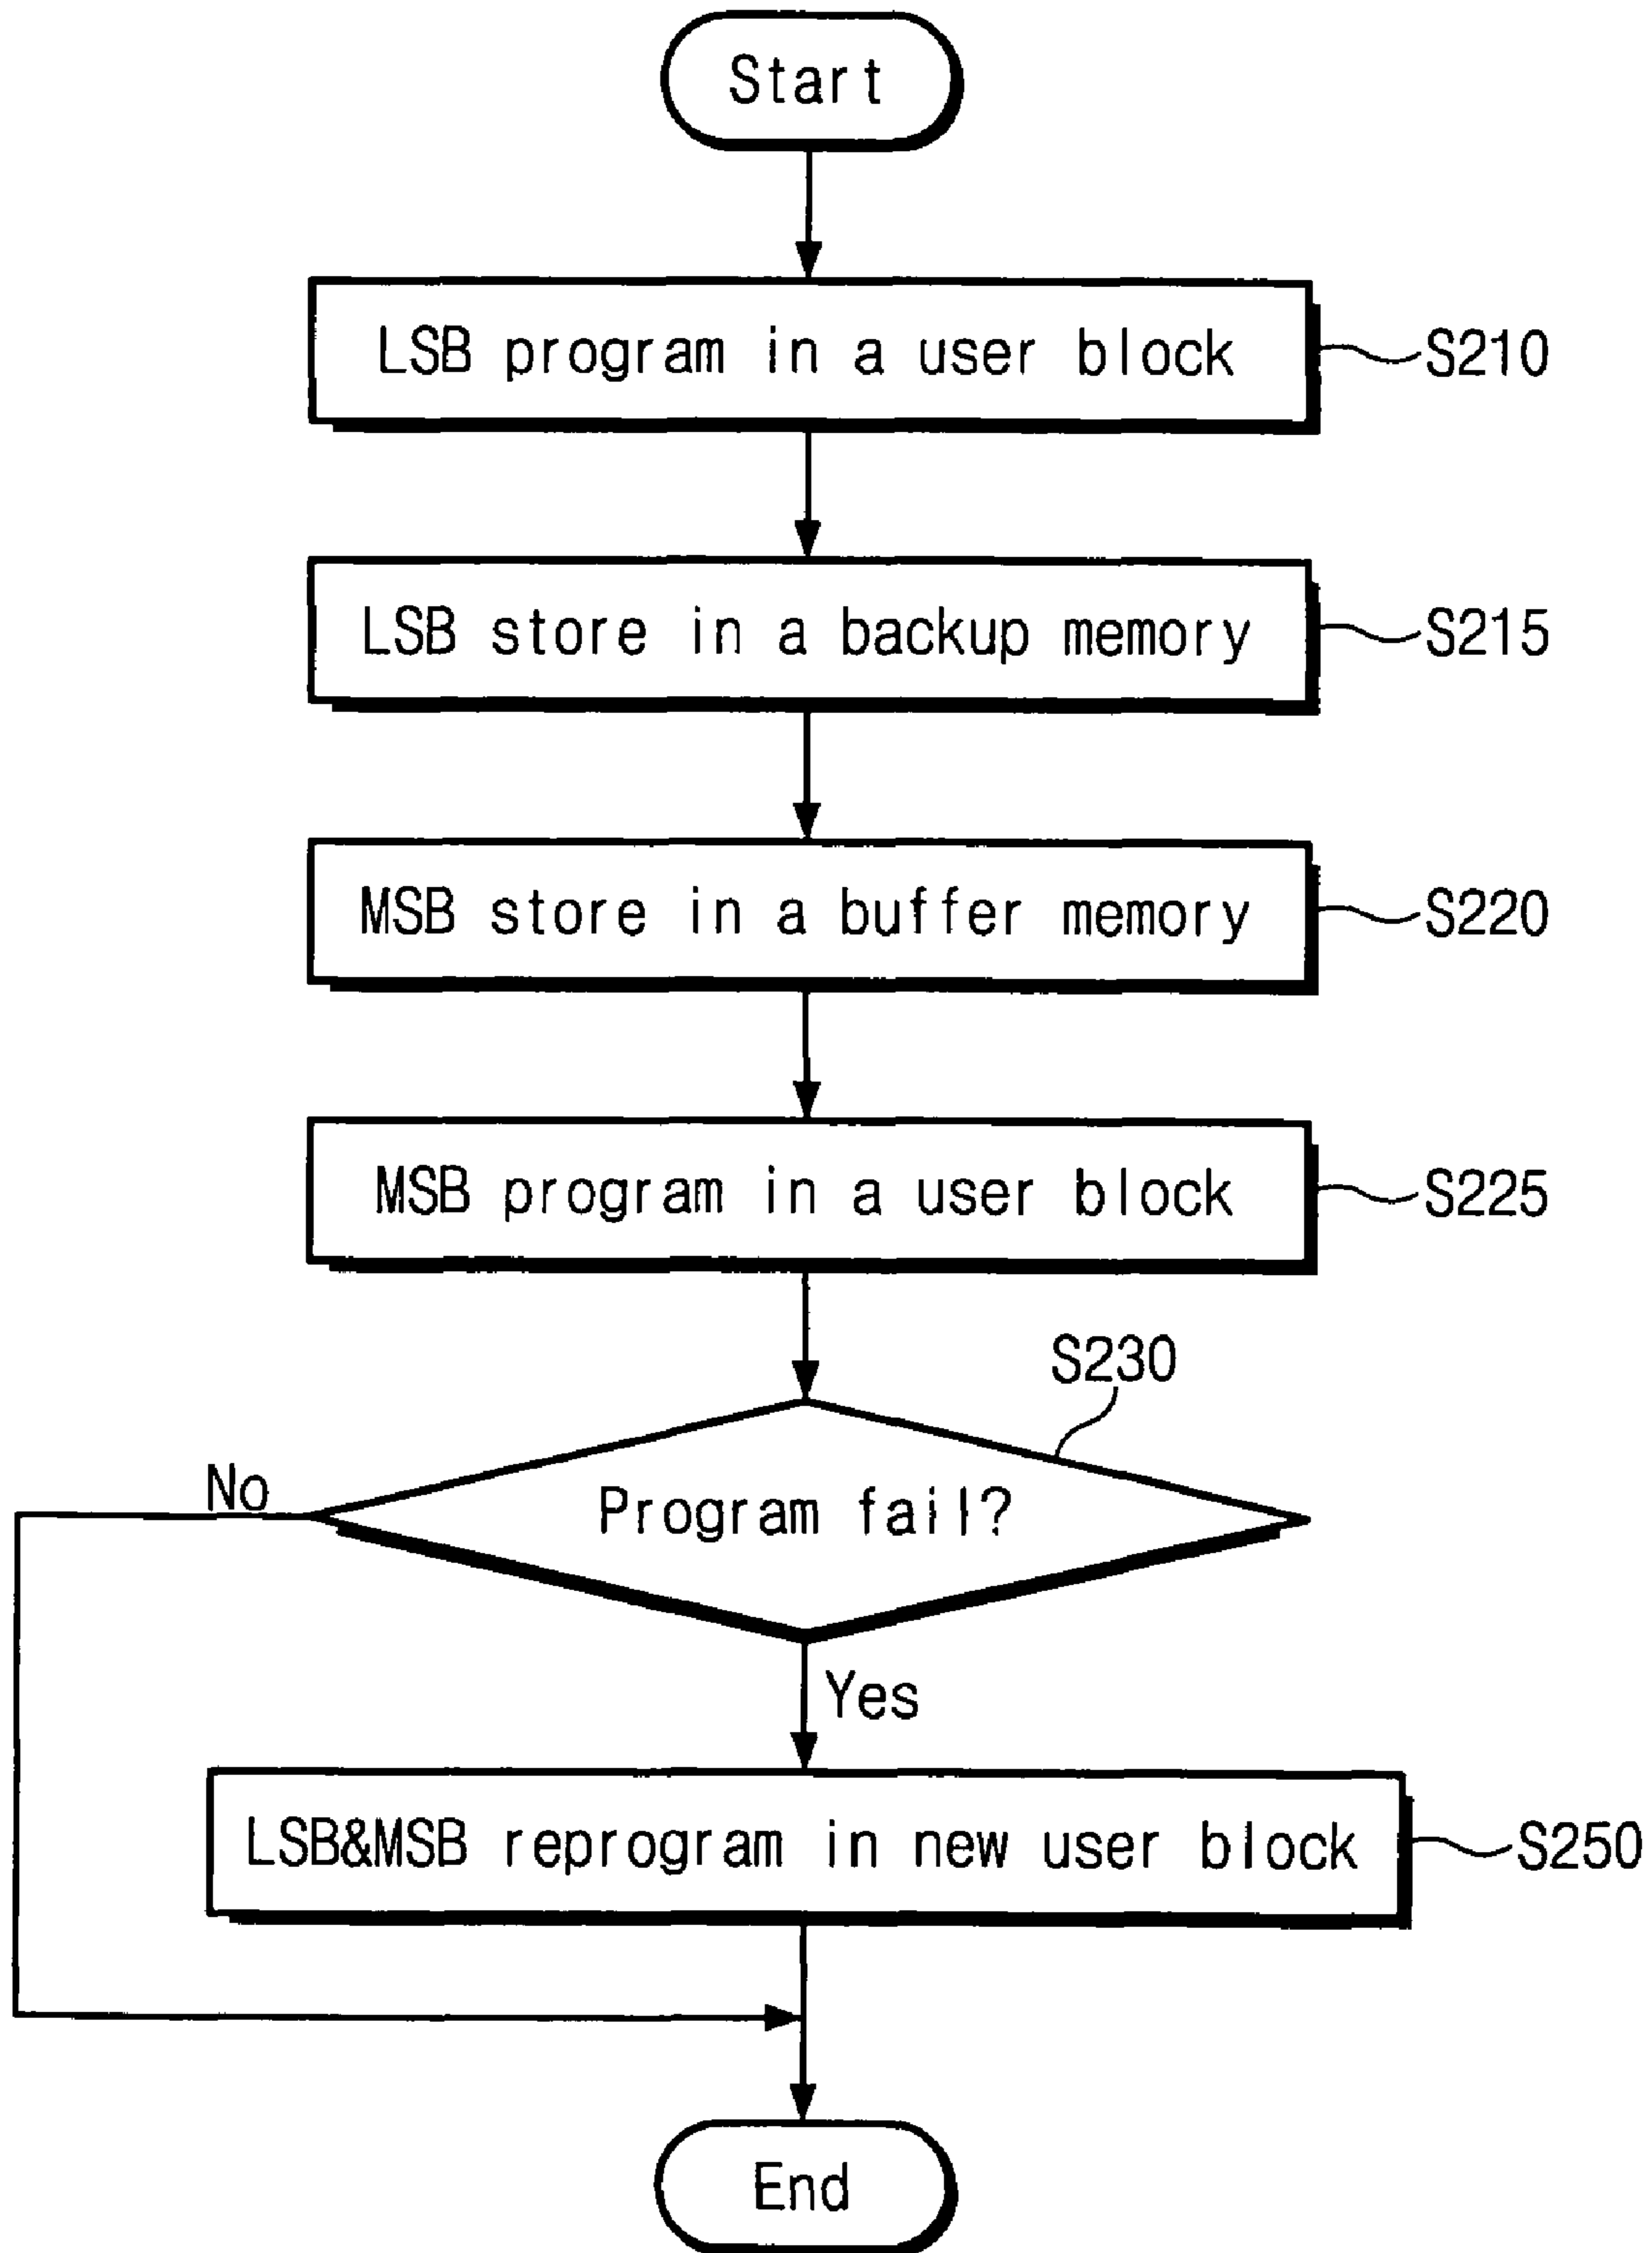 Start
LSB program in a user block
S210
LSB store in a backup memory
S215
MSB store in a buffer memory
S220
MSB program in a user block
S225
S230
No
Program fail?
Yes
LSB&MSB reprogram in new user block
S250
End